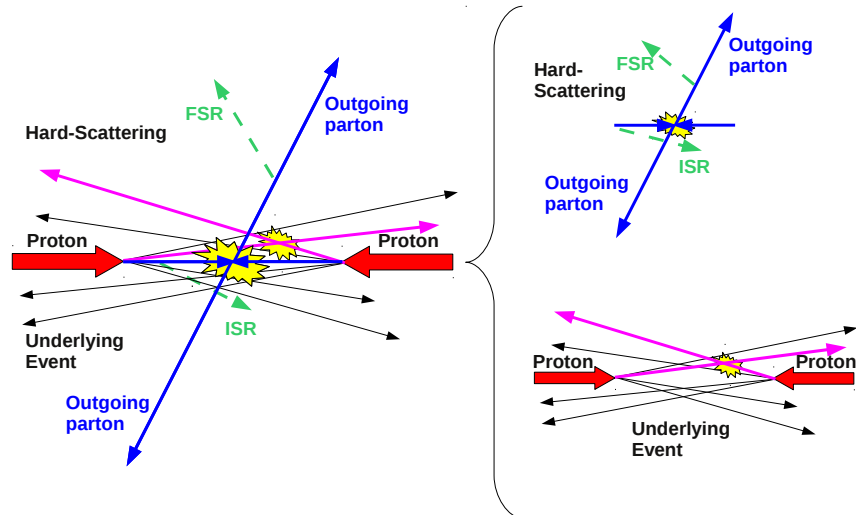 FSR
Outgoing
parton
Hard-Scattering
Proton
Proton
ISR
Underlying
Event
Outgoing
parton
Outgoing
parton
FSR
Hard-
Scattering
ISR
Outgoing
parton
Proton
Proton
Underlying
Event